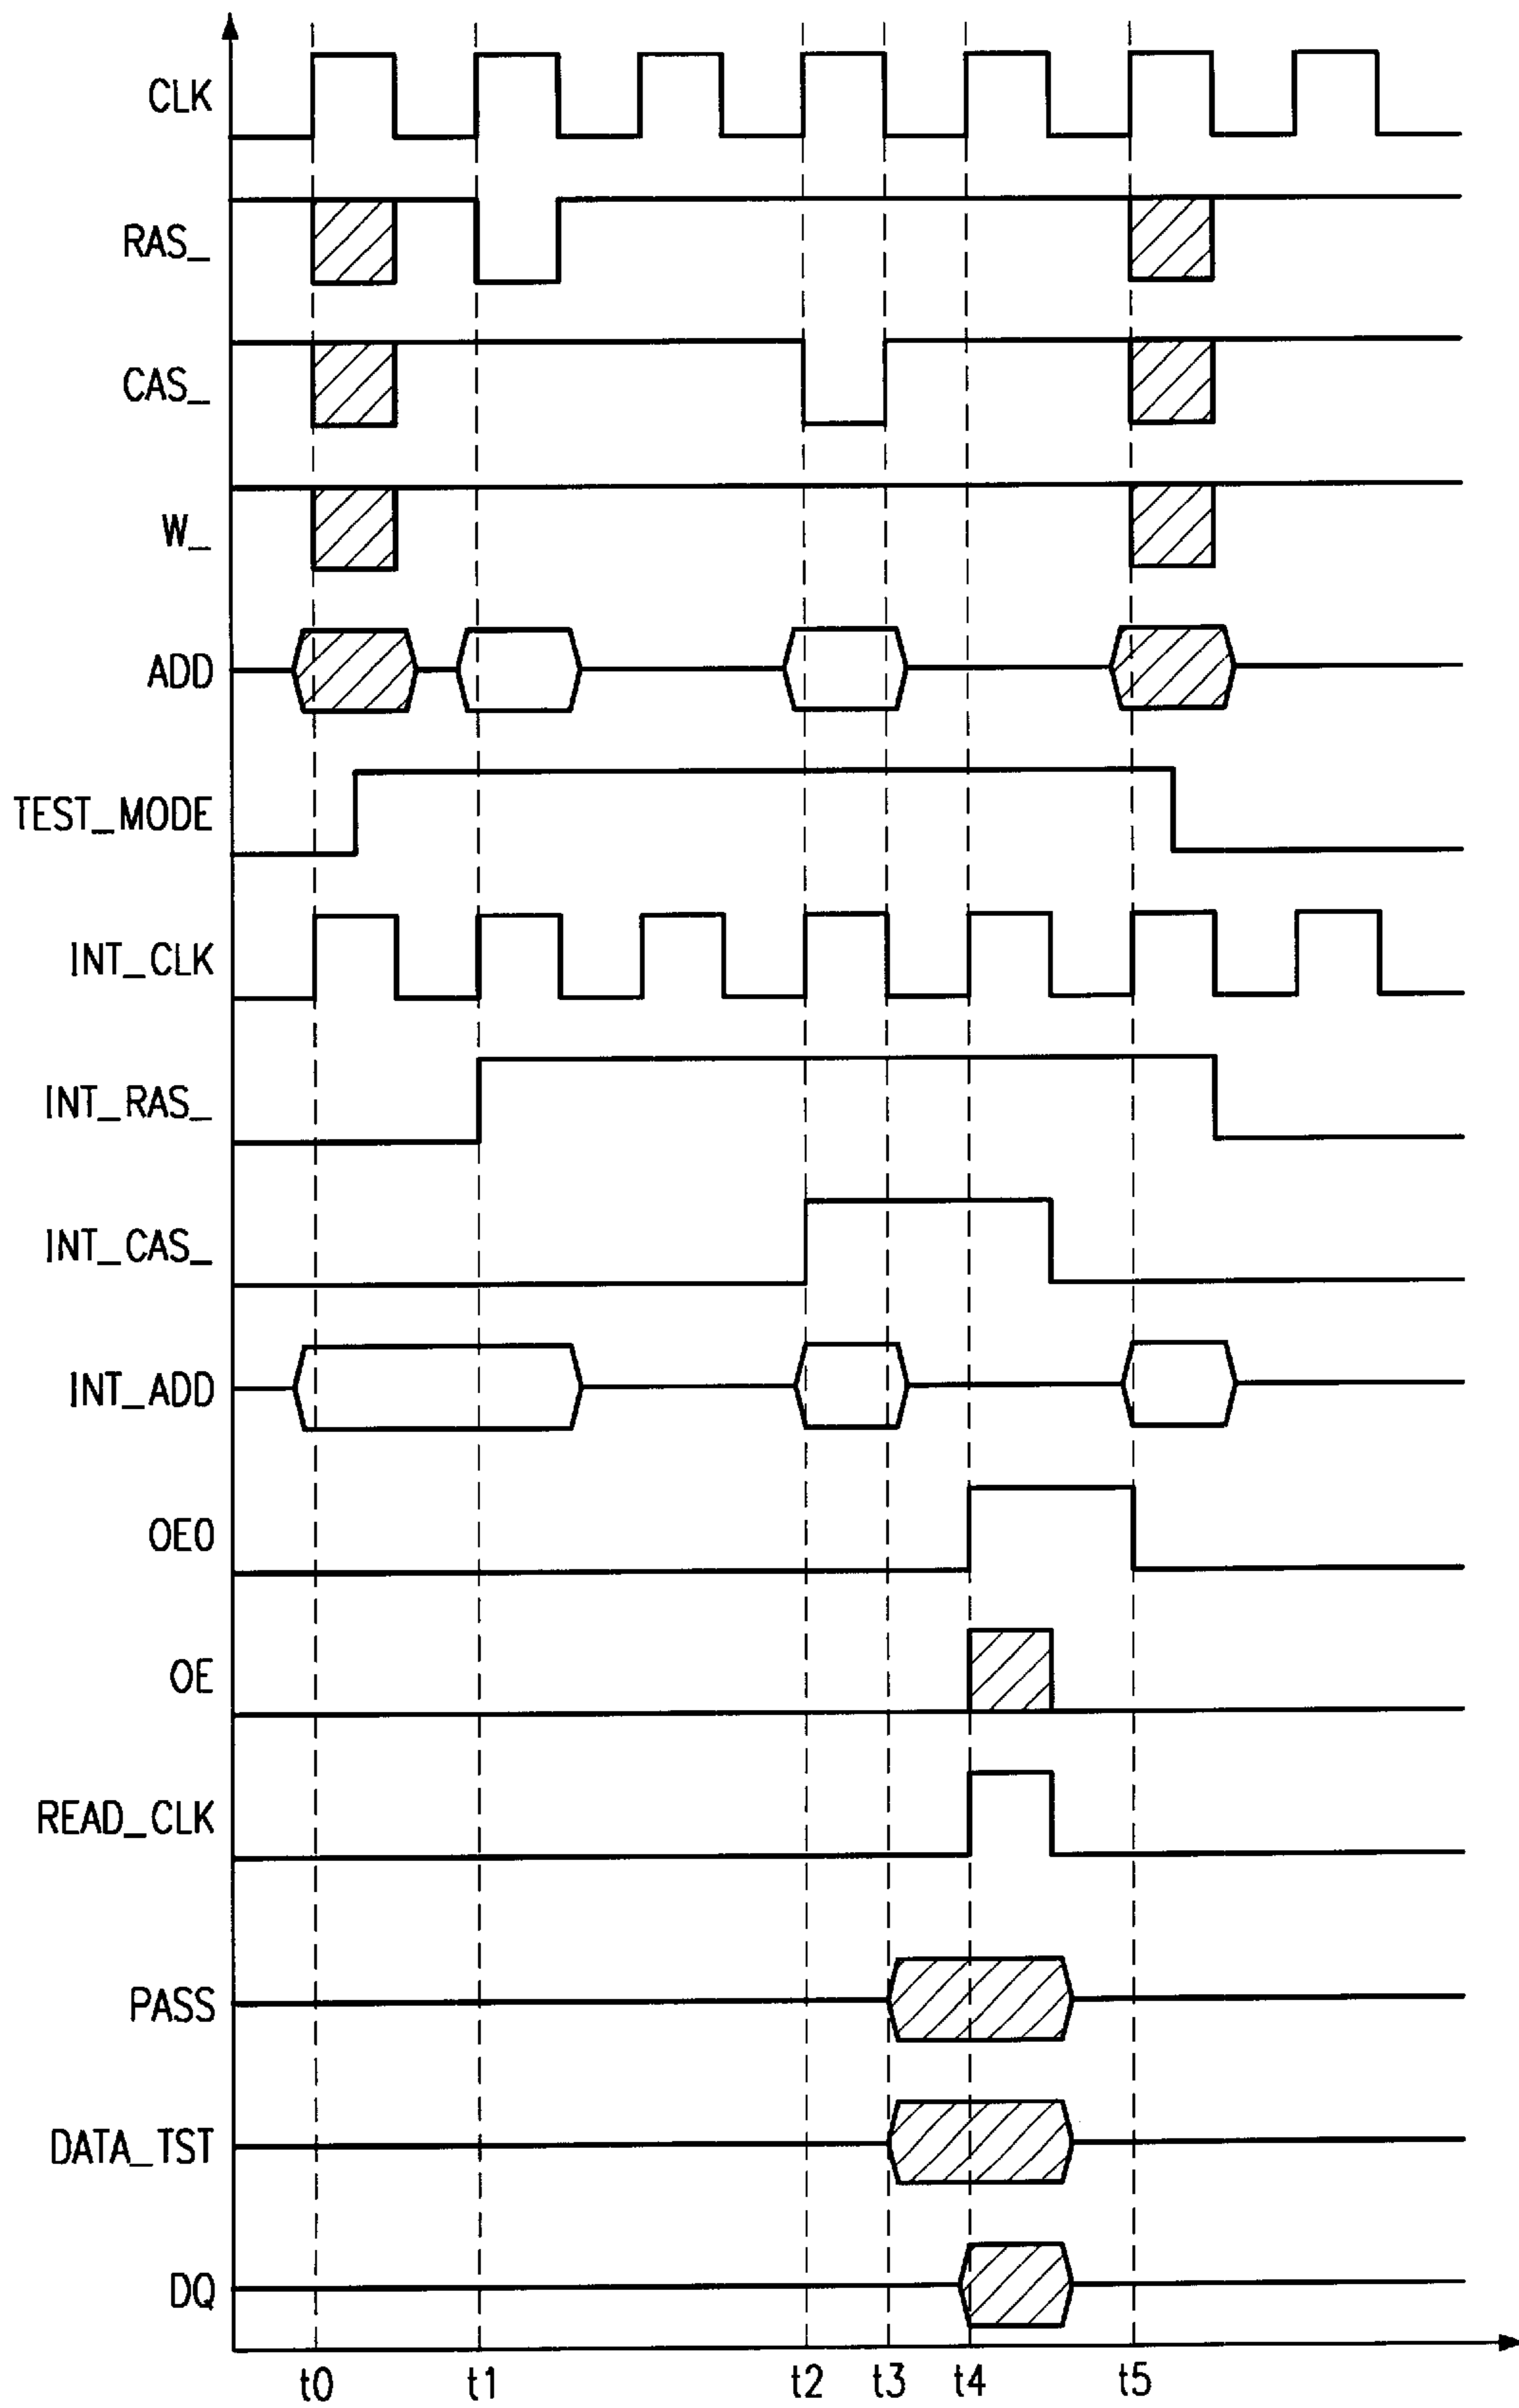 CLK
RAS_
CAS_
W_
ADD
TEST_MODE
INT_CLK
INT_RAS_
INT_CAS_
INT_ADD
OE0
OE
READ_CLK
PASS
DATA_TST
DQ
t0 t1 t2 t3 t4 t5